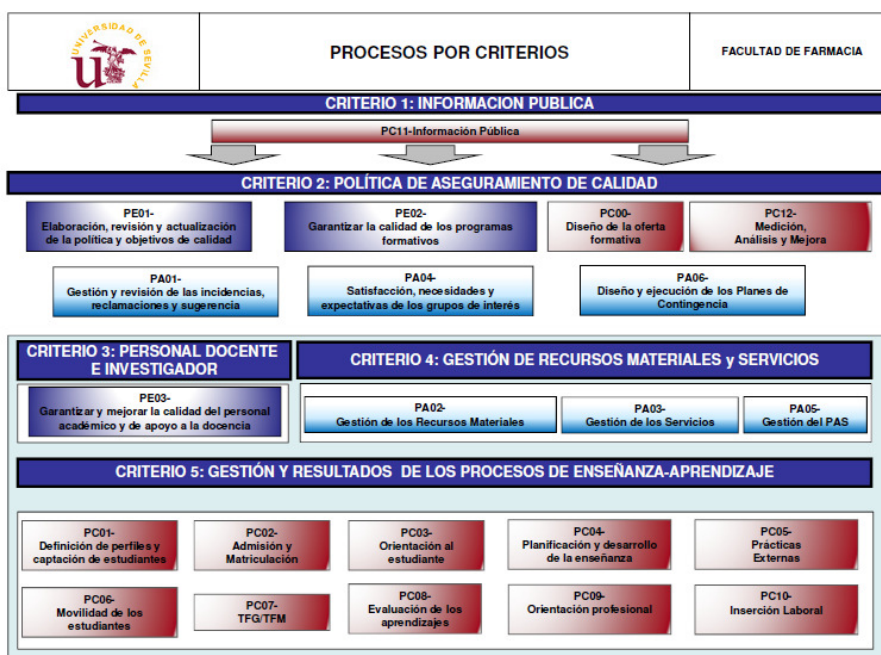 UNIVERSIDAD DE SEVILLA
PROCESOS POR CRITERIOS
FACULTAD DE FARMACIA
CRITERIO 1: INFORMACION PUBLICA
PC11-Información Pública
CRITERIO 2: POLÍTICA DE ASEGURAMIENTO DE CALIDAD
PE01-
Elaboración, revisión y actualización
de la política y objetivos de calidad
PE02-
Garantizar la calidad de los programas
formativos
PC00-
Diseño de la oferta
formativa
PC12-
Medición,
Análisis y Mejora
PA01-
Gestión y revisión de las incidencias,
reclamaciones y sugerencia
PA04-
Satisfacción, necesidades y
expectativas de los grupos de interés
PA06-
Diseño y ejecución de los Planes de
Contingencia
CRITERIO 3: PERSONAL DOCENTE
E INVESTIGADOR
PE03-
Garantizar y mejorar la calidad del personal
académico y de apoyo a la docencia
CRITERIO 4: GESTIÓN DE RECURSOS MATERIALES y SERVICIOS
PA02-
Gestión de los Recursos Materiales
PA03-
Gestión de los Servicios
PA05-
Gestión del PAS
CRITERIO 5: GESTIÓN Y RESULTADOS DE LOS PROCESOS DE ENSEÑANZA-APRENDIZAJE
PC01-
Definición de perfiles y
captación de estudiantes
PC02-
Admisión y
Matriculación
PC03-
Orientación al
estudiante
PC04-
Planificación y desarrollo
de la enseñanza
PC05-
Prácticas
Externas
PC06-
Movilidad de los
estudiantes
PC07-
TFG/TFM
PC08-
Evaluación de los
aprendizajes
PC09-
Orientación profesional
PC10-
Inserción Laboral